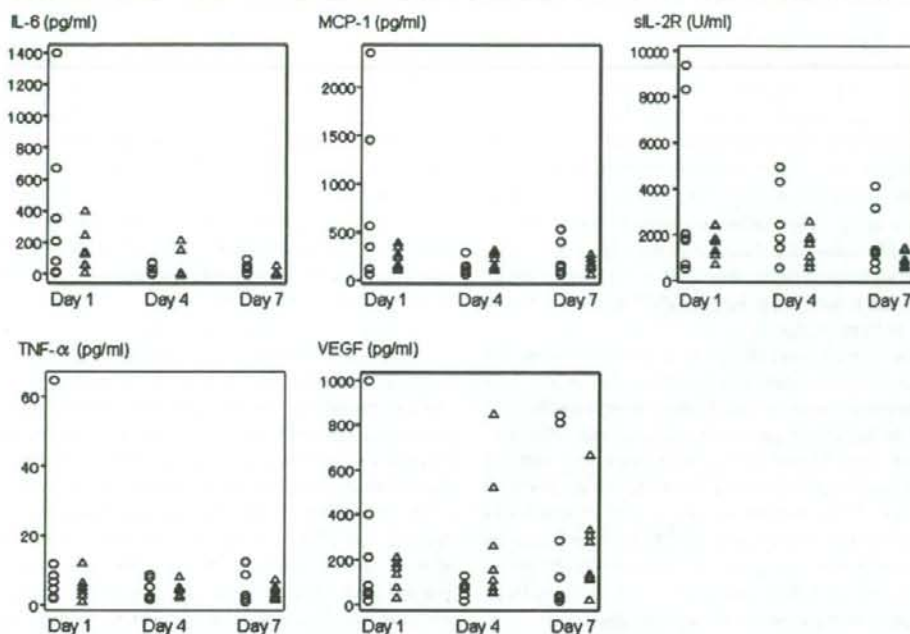 IL-6 (pg/ml)
1400
1200
1000
800
600
400
200
0
Day 1 Day 4 Day 7
MCP-1 (pg/ml)
2000
1500
1000
500
0
Day 1 Day 4 Day 7
sIL-2R (U/ml)
10000
8000
6000
4000
2000
0
Day 1 Day 4 Day 7
TNF-α (pg/ml)
60
40
20
0
Day 1 Day 4 Day 7
VEGF (pg/ml)
1000
800
600
400
200
0
Day 1 Day 4 Day 7